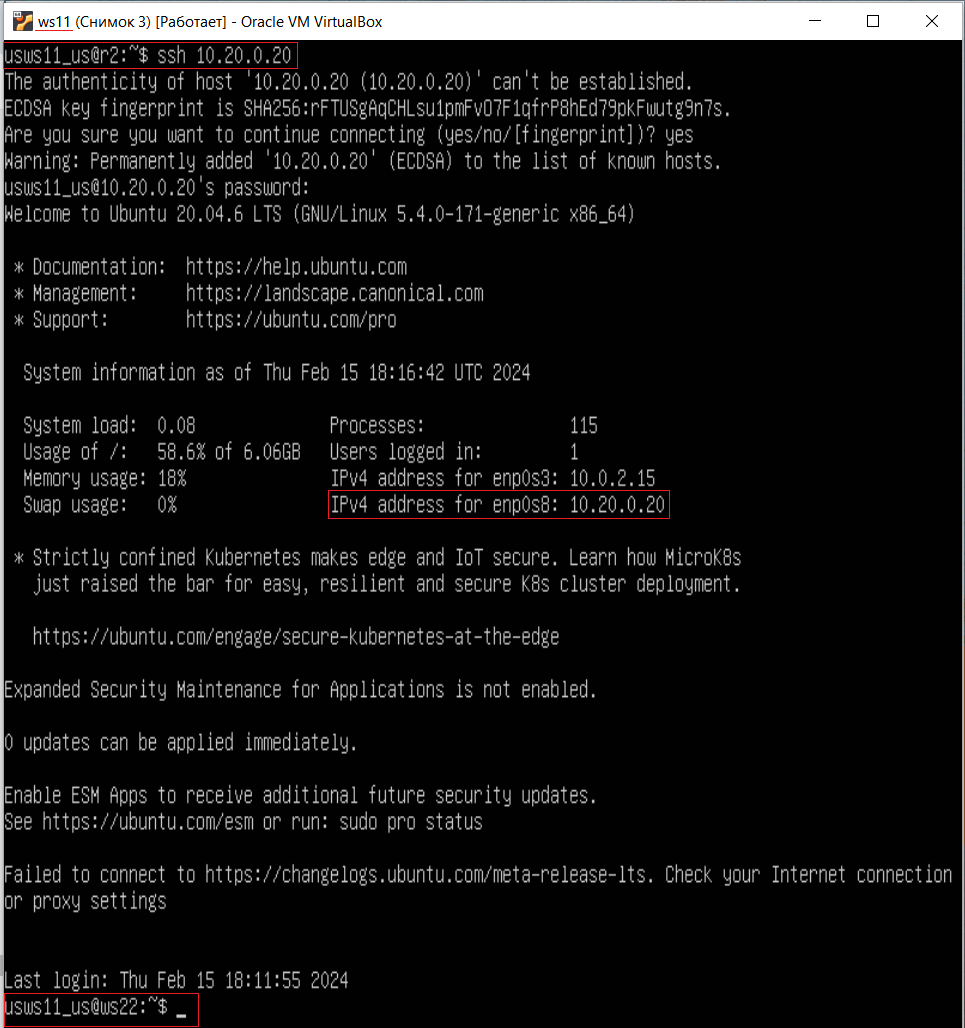 ws11 (Снимок 3) [Работает] - Oracle VM VirtualBox
usws11_us@r2:~$ ssh 10.20.0.20
The authenticity of host '10.20.0.20 (10.20.0.20)' can't be established.
ECDSA key fingerprint is SHA256:rFTUSgAqCHLsu1pmFvO7F1qfrP8hEd79pkFwutg9n7s.
Are you sure you want to continue connecting (yes/no/[fingerprint])? yes
Warning: Permanently added '10.20.0.20' (ECDSA) to the list of known hosts.
usws11_us@10.20.0.20's password:
Welcome to Ubuntu 20.04.6 LTS (GNU/Linux 5.4.0-171-generic x86_64)
* Documentation:  https://help.ubuntu.com
* Management:     https://landscape.canonical.com
* Support:        https://ubuntu.com/pro
System information as of Thu Feb 15 18:16:42 UTC 2024
System load:  0.08               Processes:               115
Usage of /:   58.6% of 6.06GB   Users logged in:         1
Memory usage: 18%               IPv4 address for enp0s3: 10.0.2.15
Swap usage:   0%                IPv4 address for enp0s8: 10.20.0.20
* Strictly confined Kubernetes makes edge and IoT secure. Learn how MicroK8s
just raised the bar for easy, resilient and secure K8s cluster deployment.
https://ubuntu.com/engage/secure-kubernetes-at-the-edge
Expanded Security Maintenance for Applications is not enabled.
0 updates can be applied immediately.
Enable ESM Apps to receive additional future security updates.
See https://ubuntu.com/esm or run: sudo pro status
Failed to connect to https://changelogs.ubuntu.com/meta-release-lts. Check your Internet connection
or proxy settings
Last login: Thu Feb 15 18:11:55 2024
usws11_us@ws22:~$ _